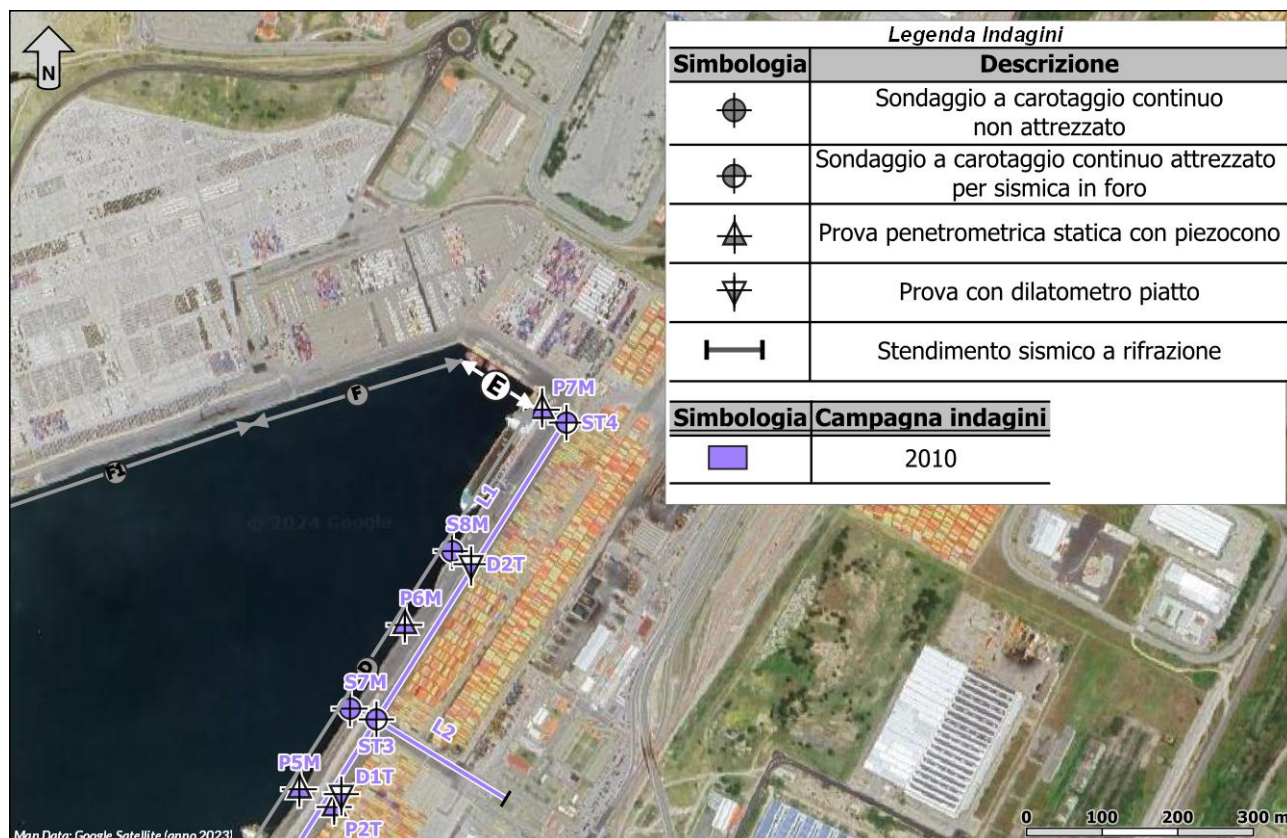 N
Legenda Indagini
Simbologia Descrizione
Sondaggio a carotaggio continuo
non attrezzato
Sondaggio a carotaggio continuo attrezzato
per sismica in foro
Prova penetrometrica statica con piezocono
Prova con dilatometro piatto
Stendimento sismico a rifrazione
Simbologia Campagna indagini
2010
F
E
P7M
ST4
F1
L1
© 2024 Google
S8M
D2T
P6M
D
S7M
L2
ST3
P5M
D1T
P2T
0 100 200 300 m
Map Data: Google Satellite (anno 2023)